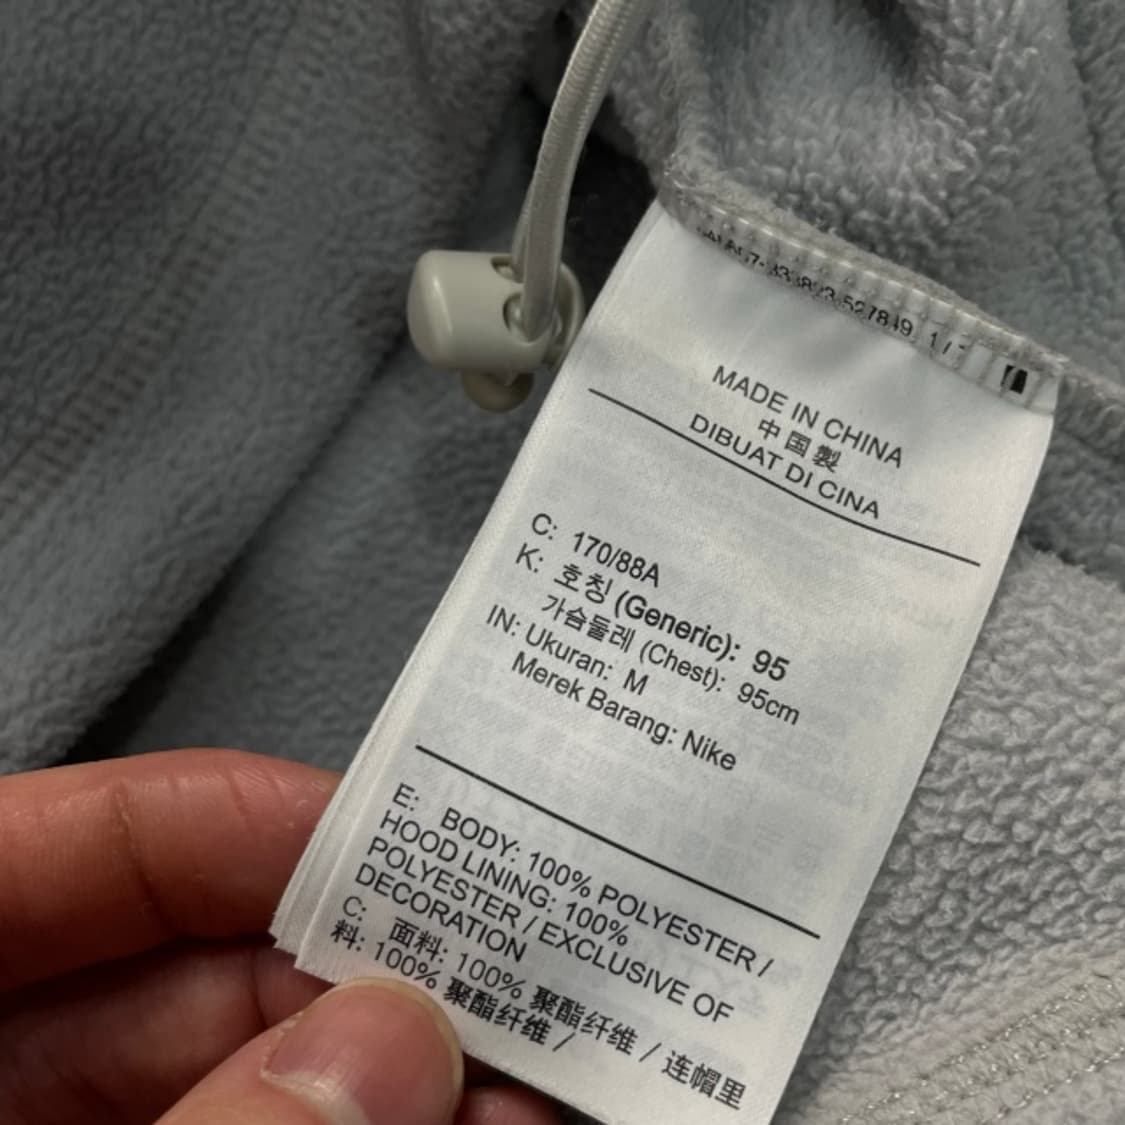 527849 1/
MADE IN CHINA
中国製
DIBUAT DI CINA
C: 170/88A
K: 호칭 (Generic): 95
가슴둘레 (Chest): 95cm
IN: Ukuran: M
Merek Barang: Nike
E: BODY: 100% POLYESTER /
HOOD LINING: 100%
POLYESTER / EXCLUSIVE OF
DECORATION
C: 面料: 100% 聚酯纤维 / 连帽里
料: 100% 聚酯纤维 /